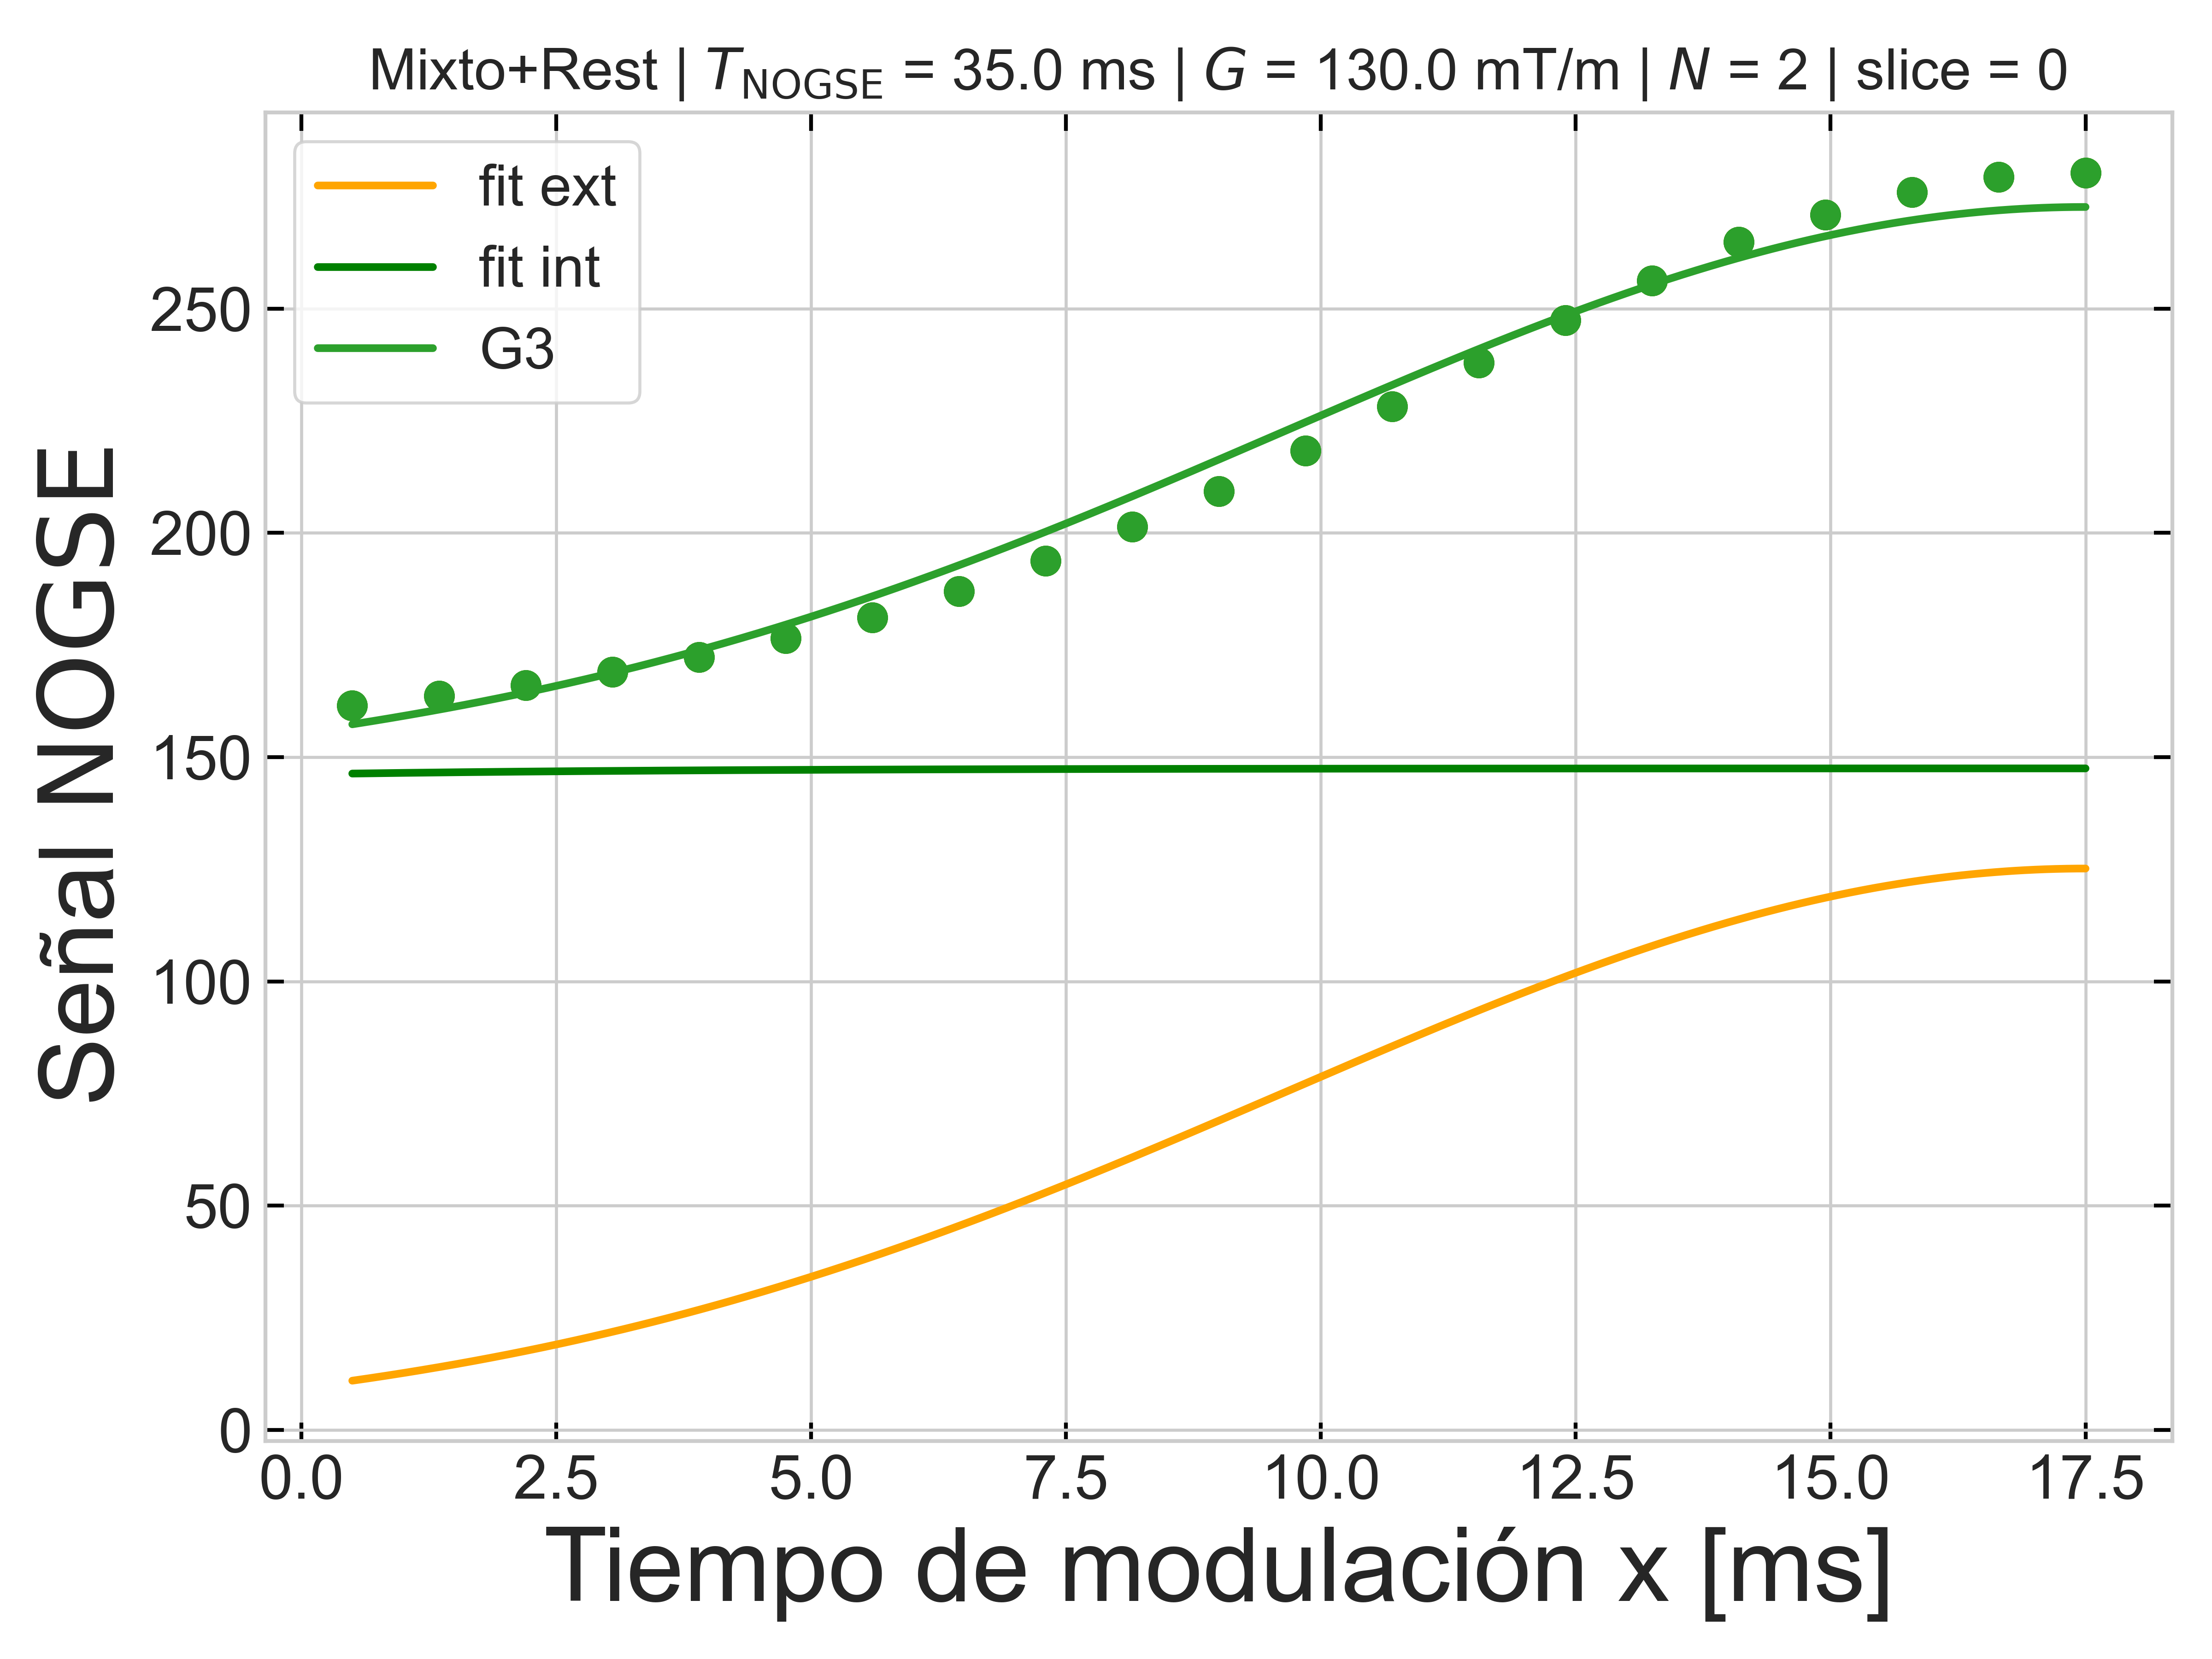 Mixto+Rest | T_NOGSE = 35.0 ms | G = 130.0 mT/m | N = 2 | slice = 0
fit ext
fit int
G3
Señal NOGSE
250
200
150
100
50
0
0.0 2.5 5.0 7.5 10.0 12.5 15.0 17.5
Tiempo de modulación x [ms]